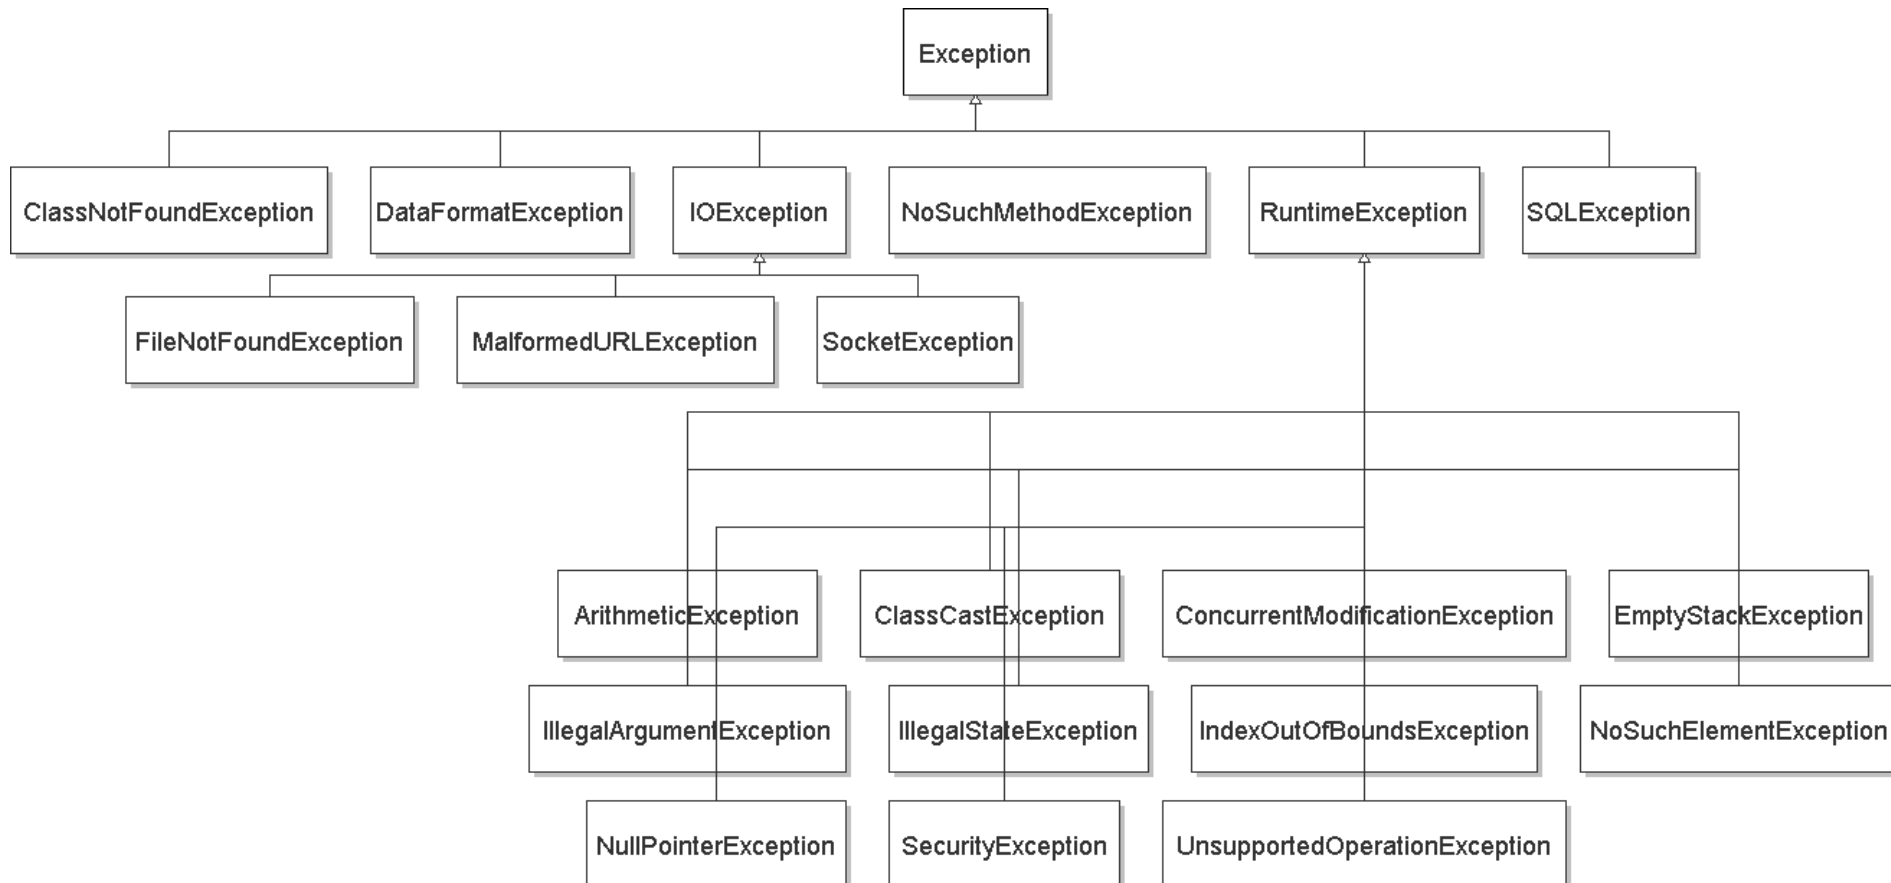 Exception
ClassNotFoundException
DataFormatException
IOException
NoSuchMethodException
RuntimeException
SQLException
FileNotFoundException
MalformedURLException
SocketException
ArithmeticException
ClassCastException
ConcurrentModificationException
EmptyStackException
IllegalArgumentException
IllegalStateException
IndexOutOfBoundsException
NoSuchElementException
NullPointerException
SecurityException
UnsupportedOperationException